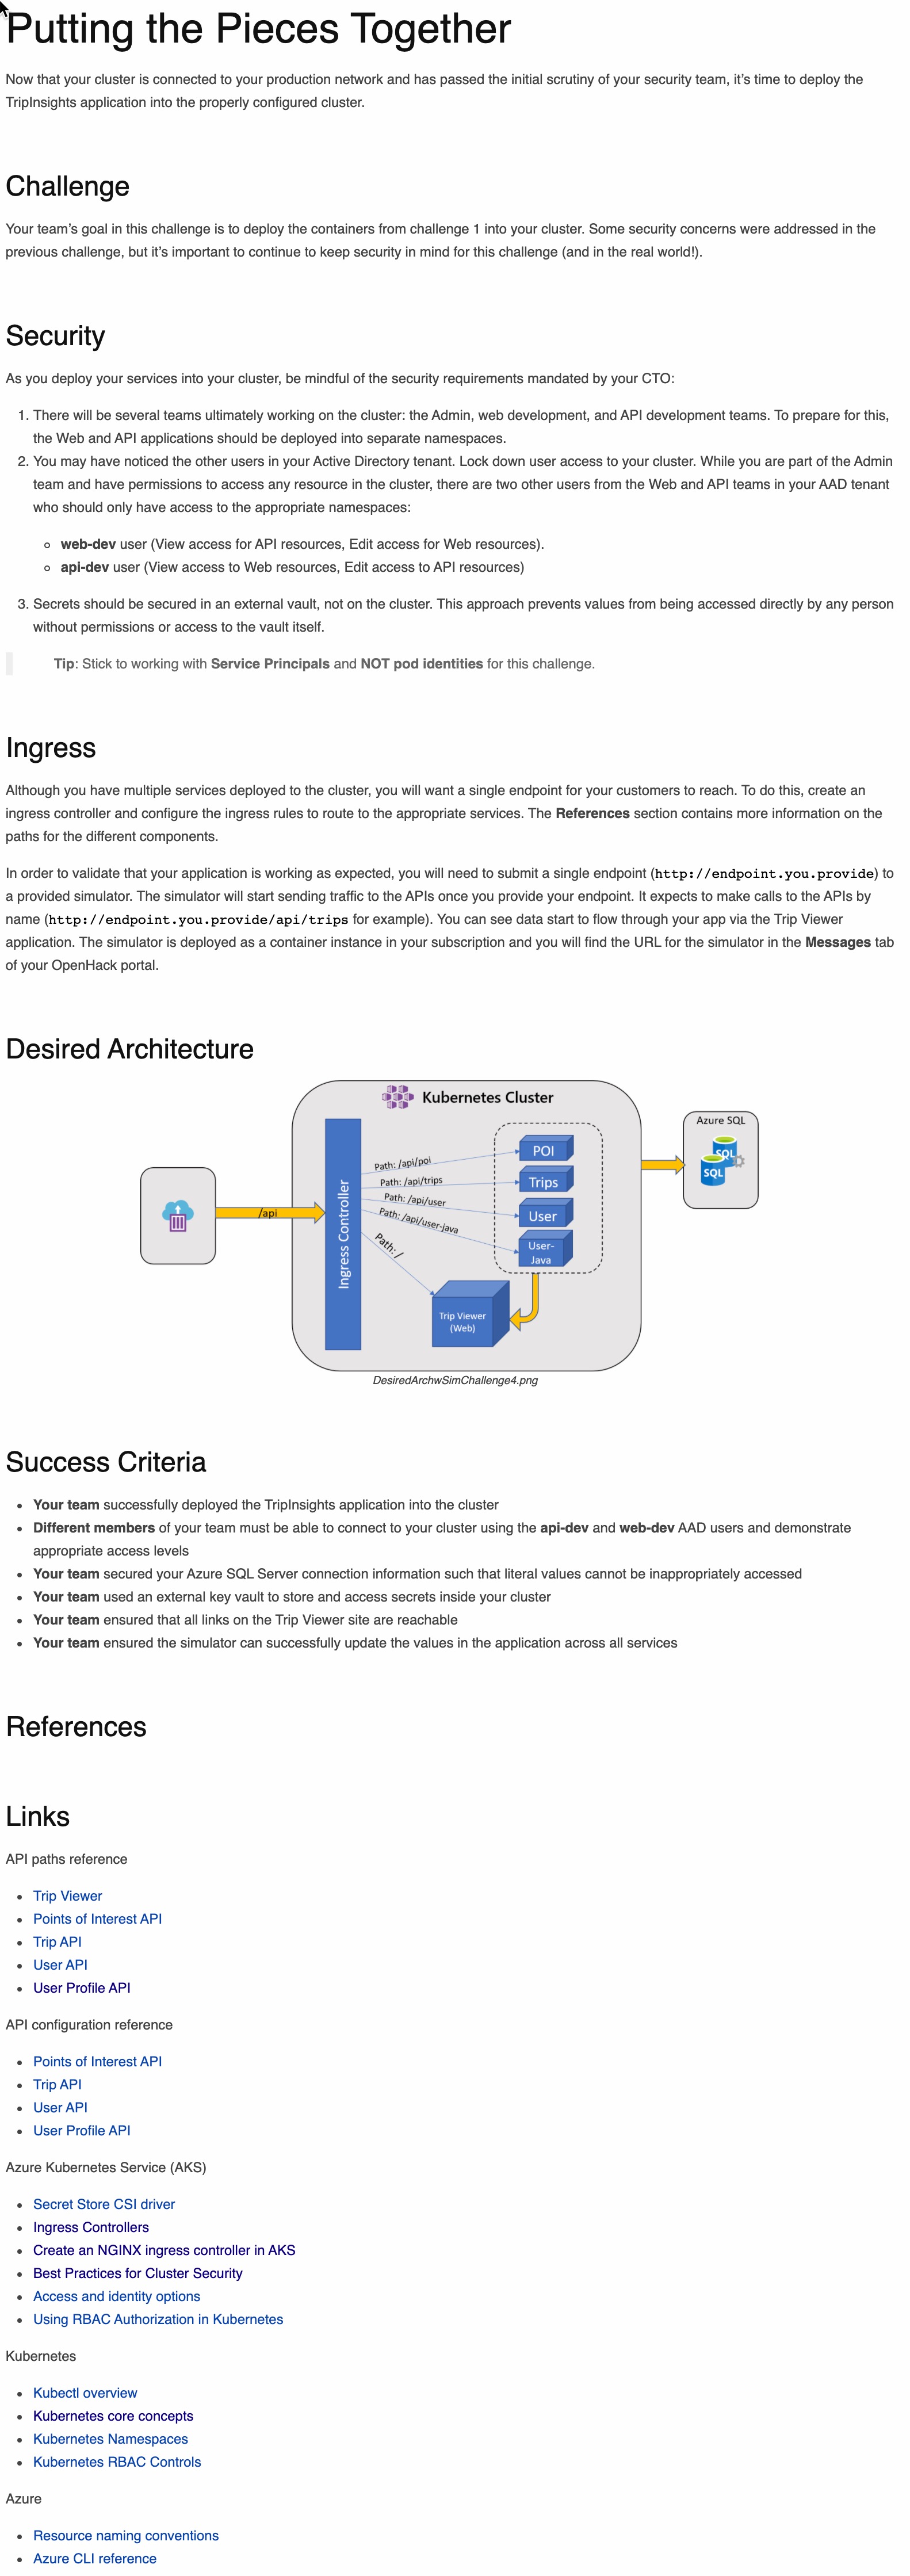 Putting the Pieces Together
Now that your cluster is connected to your production network and has passed the initial scrutiny of your security team, it’s time to deploy the
TripInsights application into the properly configured cluster.
Challenge
Your team’s goal in this challenge is to deploy the containers from challenge 1 into your cluster. Some security concerns were addressed in the
previous challenge, but it’s important to continue to keep security in mind for this challenge (and in the real world!).
Security
As you deploy your services into your cluster, be mindful of the security requirements mandated by your CTO:
1. There will be several teams ultimately working on the cluster: the Admin, web development, and API development teams. To prepare for this,
the Web and API applications should be deployed into separate namespaces.
2. You may have noticed the other users in your Active Directory tenant. Lock down user access to your cluster. While you are part of the Admin
team and have permissions to access any resource in the cluster, there are two other users from the Web and API teams in your AAD tenant
who should only have access to the appropriate namespaces:
web-dev user (View access for API resources, Edit access for Web resources).
api-dev user (View access to Web resources, Edit access to API resources)
3. Secrets should be secured in an external vault, not on the cluster. This approach prevents values from being accessed directly by any person
without permissions or access to the vault itself.
Tip: Stick to working with Service Principals and NOT pod identities for this challenge.
Ingress
Although you have multiple services deployed to the cluster, you will want a single endpoint for your customers to reach. To do this, create an
ingress controller and configure the ingress rules to route to the appropriate services. The References section contains more information on the
paths for the different components.
In order to validate that your application is working as expected, you will need to submit a single endpoint (http://endpoint.you.provide) to
a provided simulator. The simulator will start sending traffic to the APIs once you provide your endpoint. It expects to make calls to the APIs by
name (http://endpoint.you.provide/api/trips for example). You can see data start to flow through your app via the Trip Viewer
application. The simulator is deployed as a container instance in your subscription and you will find the URL for the simulator in the Messages tab
of your OpenHack portal.
Desired Architecture
Kubernetes Cluster
Azure SQL
SQL
SQL
/api
Ingress Controller
Path: /api/poi
Path: /api/trips
Path: /api/user
Path: /api/user-java
Path: /
POI
Trips
User
User-
Java
Trip Viewer
(Web)
DesiredArchwSimChallenge4.png
Success Criteria
Your team successfully deployed the TripInsights application into the cluster
Different members of your team must be able to connect to your cluster using the api-dev and web-dev AAD users and demonstrate
appropriate access levels
Your team secured your Azure SQL Server connection information such that literal values cannot be inappropriately accessed
Your team used an external key vault to store and access secrets inside your cluster
Your team ensured that all links on the Trip Viewer site are reachable
Your team ensured the simulator can successfully update the values in the application across all services
References
Links
API paths reference
Trip Viewer
Points of Interest API
Trip API
User API
User Profile API
API configuration reference
Points of Interest API
Trip API
User API
User Profile API
Azure Kubernetes Service (AKS)
Secret Store CSI driver
Ingress Controllers
Create an NGINX ingress controller in AKS
Best Practices for Cluster Security
Access and identity options
Using RBAC Authorization in Kubernetes
Kubernetes
Kubectl overview
Kubernetes core concepts
Kubernetes Namespaces
Kubernetes RBAC Controls
Azure
Resource naming conventions
Azure CLI reference